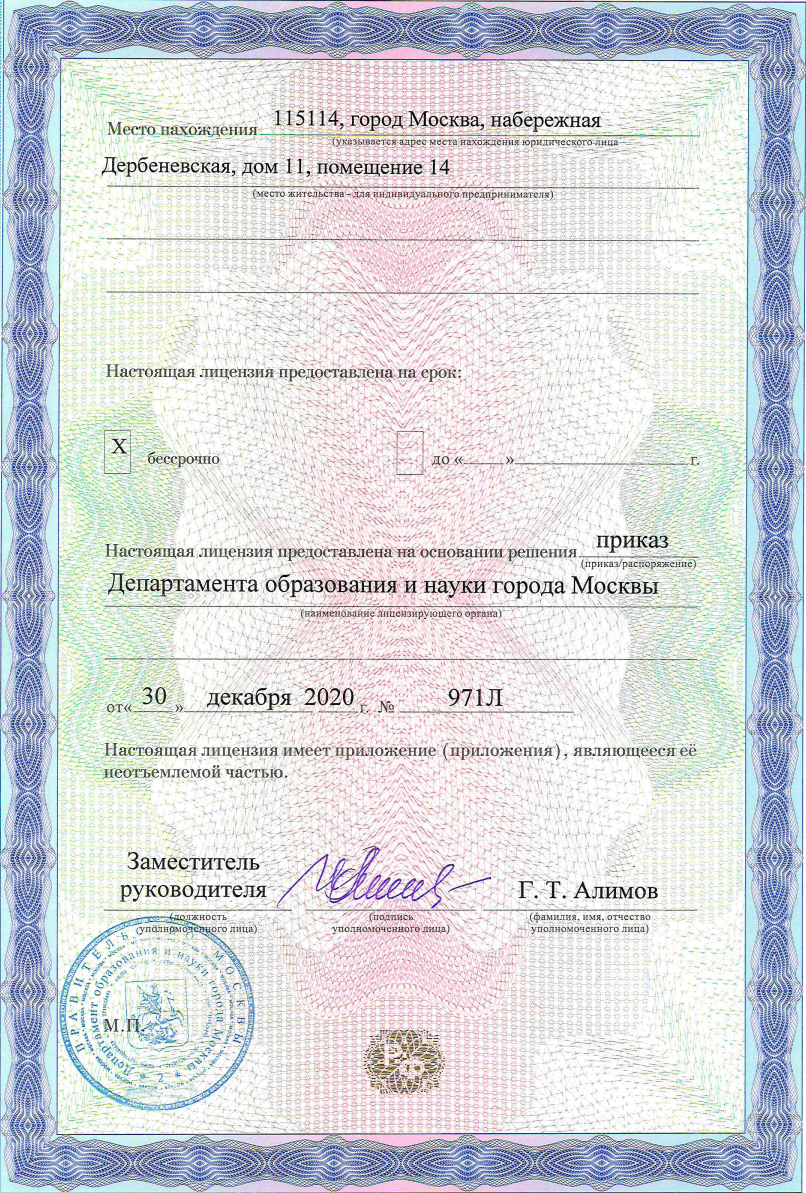 115114, город Москва, набережная
Место нахождения
(указывается адрес места нахождения юридического лица
Дербеневская, дом 11, помещение 14
(место жительства - для индивидуального предпринимателя)
Настоящая лицензия предоставлена на срок:
X бессрочно до «____»____________________ г.
Настоящая лицензия предоставлена на основании решения приказ
(приказ/распоряжение)
Департамента образования и науки города Москвы
(наименование лицензирующего органа)
от« 30 » декабря 2020 г. № 971Л
Настоящая лицензия имеет приложение (приложения), являющееся её
неотъемлемой частью.
Заместитель
руководителя Г. Т. Алимов
(должность (подпись (фамилия, имя, отчество
уполномоченного лица) уполномоченного лица) уполномоченного лица)
ПРАВИТЕЛЬСТВО МОСКВЫ
Департамент образования и науки города Москвы
* 2 *
М.П.
РФ